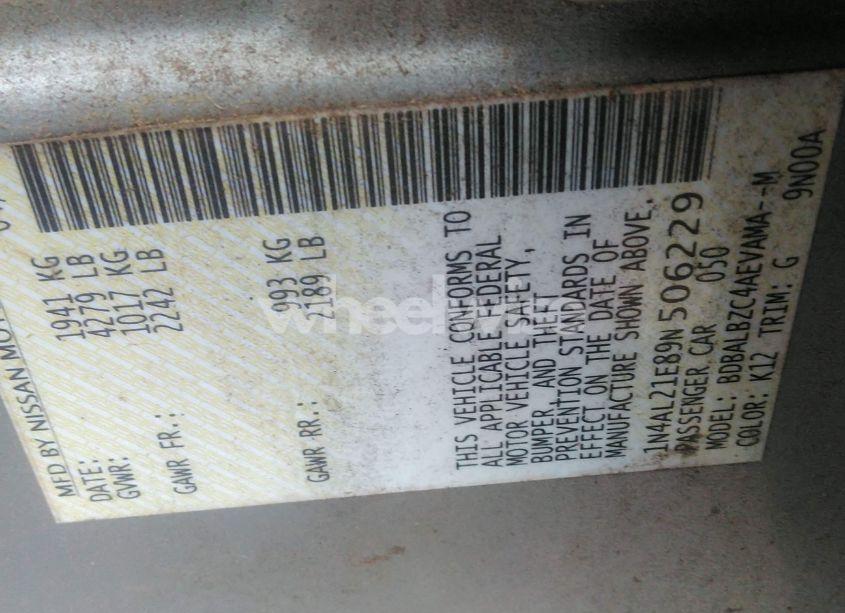 MFD BY NISSAN MOT
DATE:
GVWR: 1941 KG
4279 LB
GAWR FR.: 1017 KG
2242 LB
GAWR RR.: 993 KG
2189 LB
THIS VEHICLE CONFORMS TO
ALL APPLICABLE FEDERAL
MOTOR VEHICLE SAFETY,
BUMPER, AND THEFT
PREVENTION STANDARDS IN
EFFECT ON THE DATE OF
MANUFACTURE SHOWN ABOVE.
1N4AL21E89N506229
PASSENGER CAR 050
MODEL: BDBALBZC4AEVAMA--M
COLOR: K12 TRIM: G 9N00A